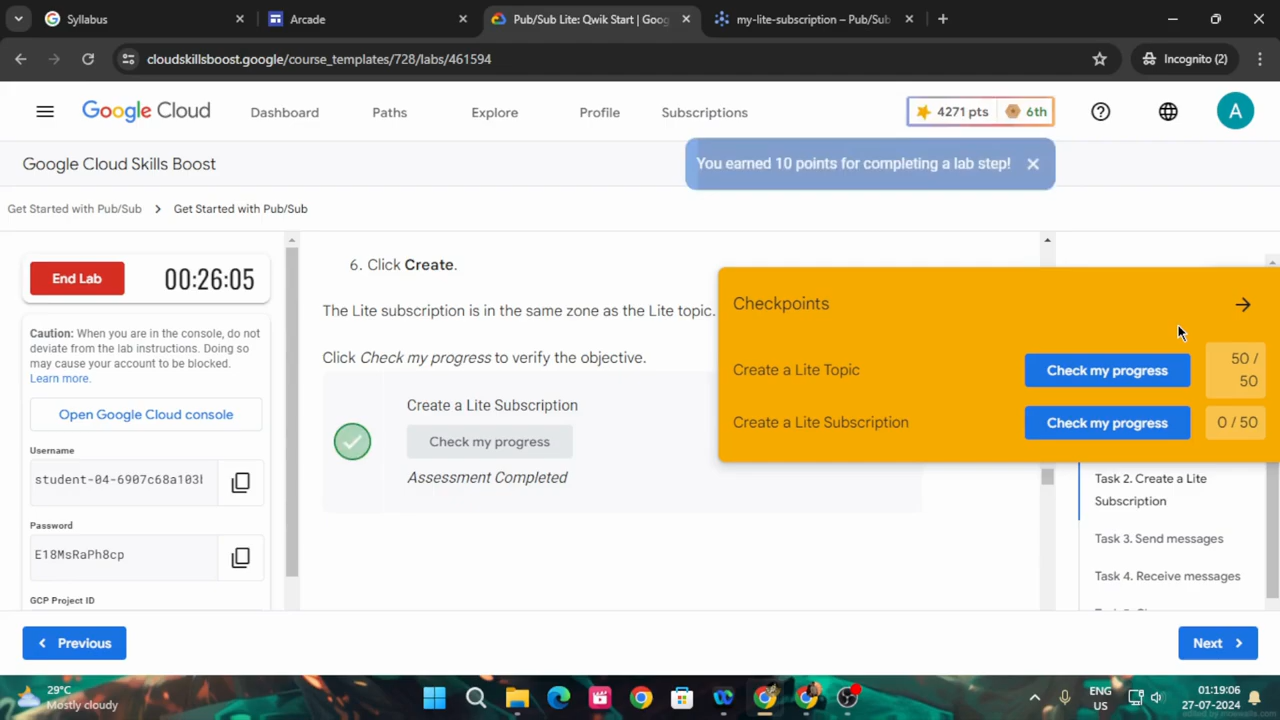 Syllabus
Arcade
Pub/Sub Lite: Qwik Start | Goog
my-lite-subscription – Pub/Sub
cloudskillsboost.google/course_templates/728/labs/461594
Incognito (2)
Google Cloud
Dashboard
Paths
Explore
Profile
Subscriptions
4271 pts
6th
A
Google Cloud Skills Boost
You earned 10 points for completing a lab step!
Get Started with Pub/Sub
Get Started with Pub/Sub
End Lab
00:26:05
Caution: When you are in the console, do not
deviate from the lab instructions. Doing so
may cause your account to be blocked.
Learn more.
Open Google Cloud console
Username
student-04-6907c68a103l
Password
E18MsRaPh8cp
GCP Project ID
6. Click Create.
The Lite subscription is in the same zone as the Lite topic.
Click Check my progress to verify the objective.
Create a Lite Subscription
Check my progress
Assessment Completed
Checkpoints
Create a Lite Topic
Check my progress
50 /
50
Create a Lite Subscription
Check my progress
0 / 50
Task 2. Create a Lite
Subscription
Task 3. Send messages
Task 4. Receive messages
Previous
Next
29°C
Mostly cloudy
ENG
US
01:19:06
27-07-2024